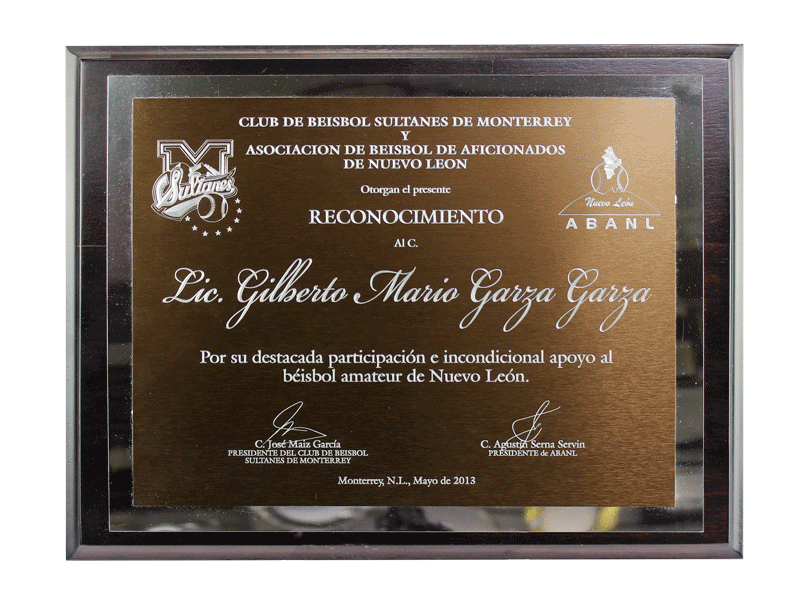 CLUB DE BEISBOL SULTANES DE MONTERREY
Y
ASOCIACION DE BEISBOL DE AFICIONADOS
DE NUEVO LEON
M
Sultanes
Nuevo León
ABANL
Otorgan el presente
RECONOCIMIENTO
Al C.
Lic. Gilberto Mario Garza Garza
Por su destacada participación e incondicional apoyo al
béisbol amateur de Nuevo León.
C. José Maiz García
PRESIDENTE DEL CLUB DE BEISBOL
SULTANES DE MONTERREY
C. Agustin Serna Servin
PRESIDENTE de ABANL
Monterrey, N.L., Mayo de 2013